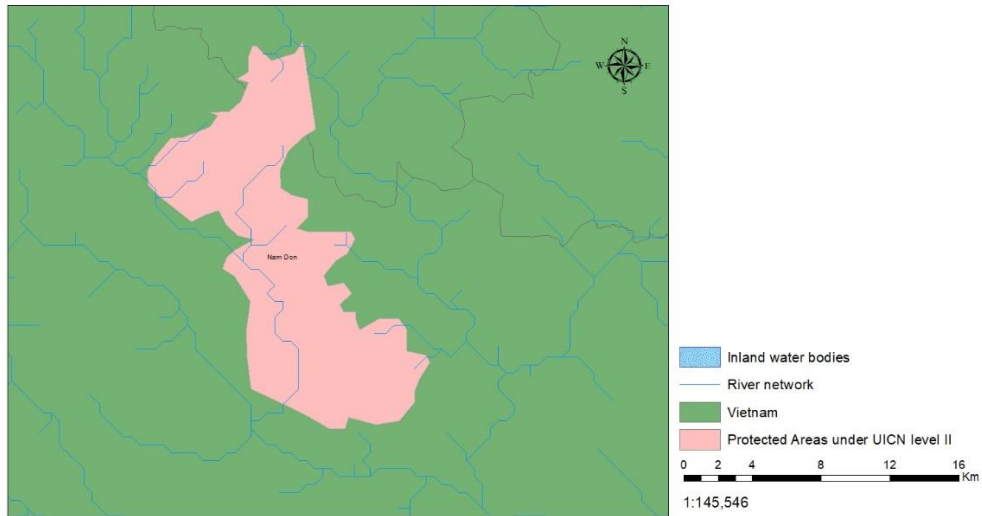 N
W E
S
Nam Don
Inland water bodies
River network
Vietnam
Protected Areas under UICN level II
0 2 4 8 12 16
Km
1:145,546